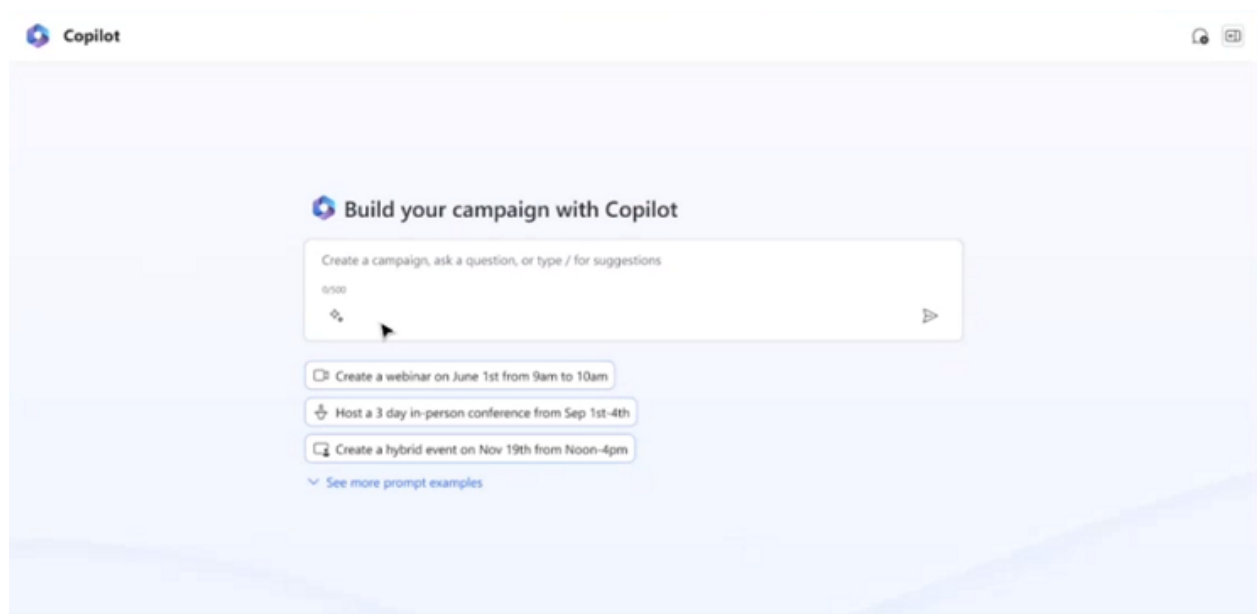 Copilot
Build your campaign with Copilot
Create a campaign, ask a question, or type / for suggestions
0/500
Create a webinar on June 1st from 9am to 10am
Host a 3 day in-person conference from Sep 1st-4th
Create a hybrid event on Nov 19th from Noon-4pm
See more prompt examples